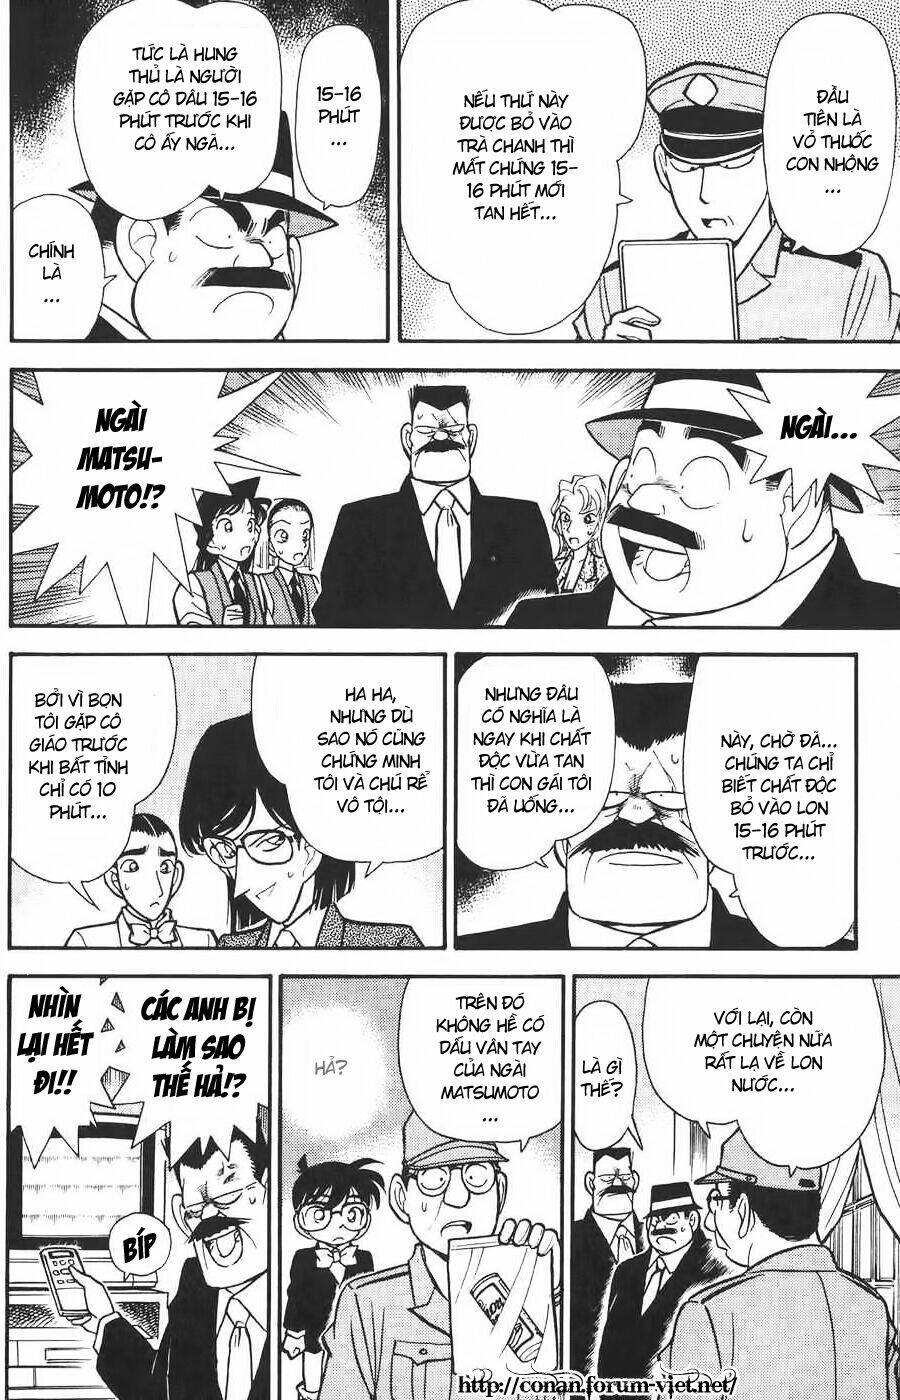 ĐẦU
TIÊN LÀ
VỎ THUỐC
CON NHỘNG
...
NẾU THỨ NÀY
ĐƯỢC BỎ VÀO
TRÀ CHANH THÌ
MẤT CHỨNG 15-
16 PHÚT MỚI
TAN HẾT...
15-16
PHÚT
...
TỨC LÀ HUNG
THỦ LÀ NGƯỜI
GẶP CÔ DÂU 15-16
PHÚT TRƯỚC KHI
CÔ ẤY NGÃ...
CHÍNH
LÀ
...
NGÀI...
NGÀI
MATSU-
MOTO!?
NÀY, CHỜ ĐÃ...
CHÚNG TA CHỈ
BIẾT CHẤT ĐỘC
BỎ VÀO LON
15-16 PHÚT
TRƯỚC...
NHƯNG ĐÂU
CÓ NGHĨA LÀ
NGAY KHI CHẤT
ĐỘC VỪA TAN
THÌ CON GÁI TÔI
ĐÃ UỐNG...
HA HA,
NHƯNG DÙ
SAO NÓ CŨNG
CHỨNG MINH
TÔI VÀ CHÚ RỂ
VÔ TỘI...
BỞI VÌ BỌN
TÔI GẶP CÔ
GIÁO TRƯỚC
KHI BẤT TỈNH
CHỈ CÓ 10
PHÚT...
VỚI LẠI, CÒN
MỘT CHUYỆN NỮA
RẤT LẠ VỀ LON
NƯỚC...
LÀ GÌ
THẾ?
TRÊN ĐÓ
KHÔNG HỀ CÓ
DẤU VÂN TAY
CỦA NGÀI
MATSUMOTO
...
HẢ?
CÁC ANH BỊ
LÀM SAO
THẾ HẢ!?
NHÌN
LẠI HẾT
ĐI!!
BÍP
http://conan.forum-viet.net/